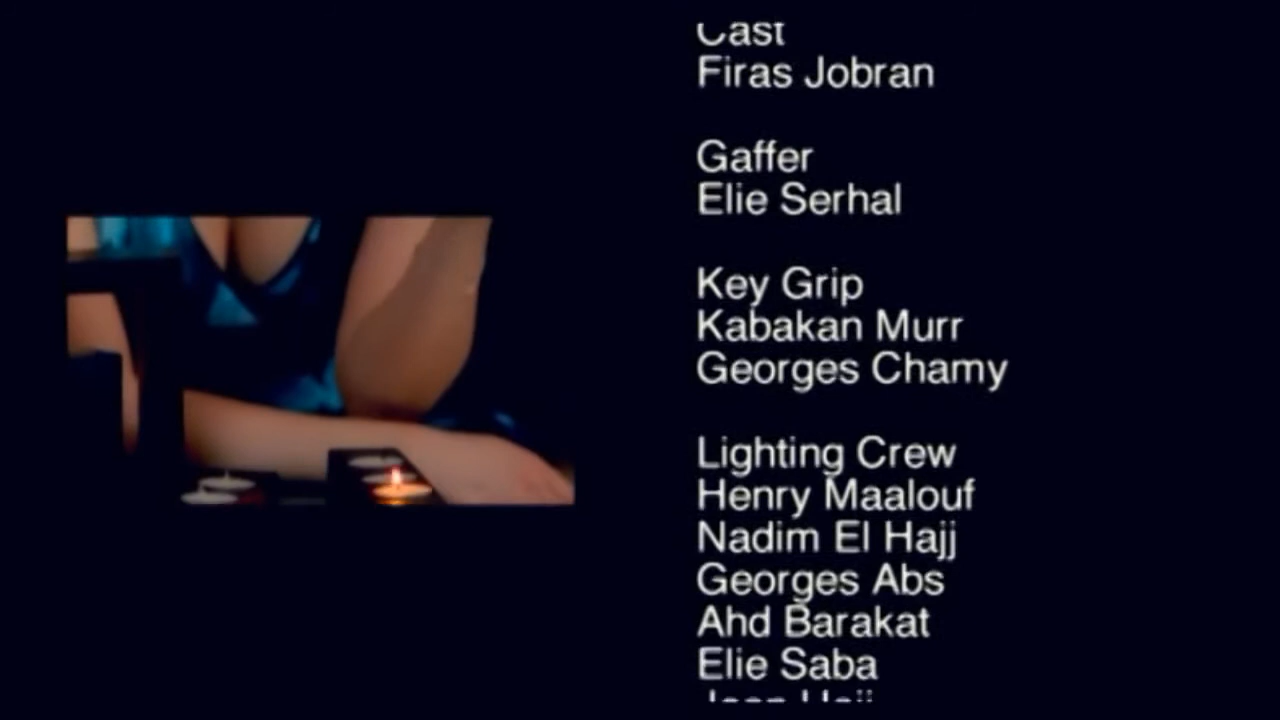 Cast
Firas Jobran
Gaffer
Elie Serhal
Key Grip
Kabakan Murr
Georges Chamy
Lighting Crew
Henry Maalouf
Nadim El Hajj
Georges Abs
Ahd Barakat
Elie Saba